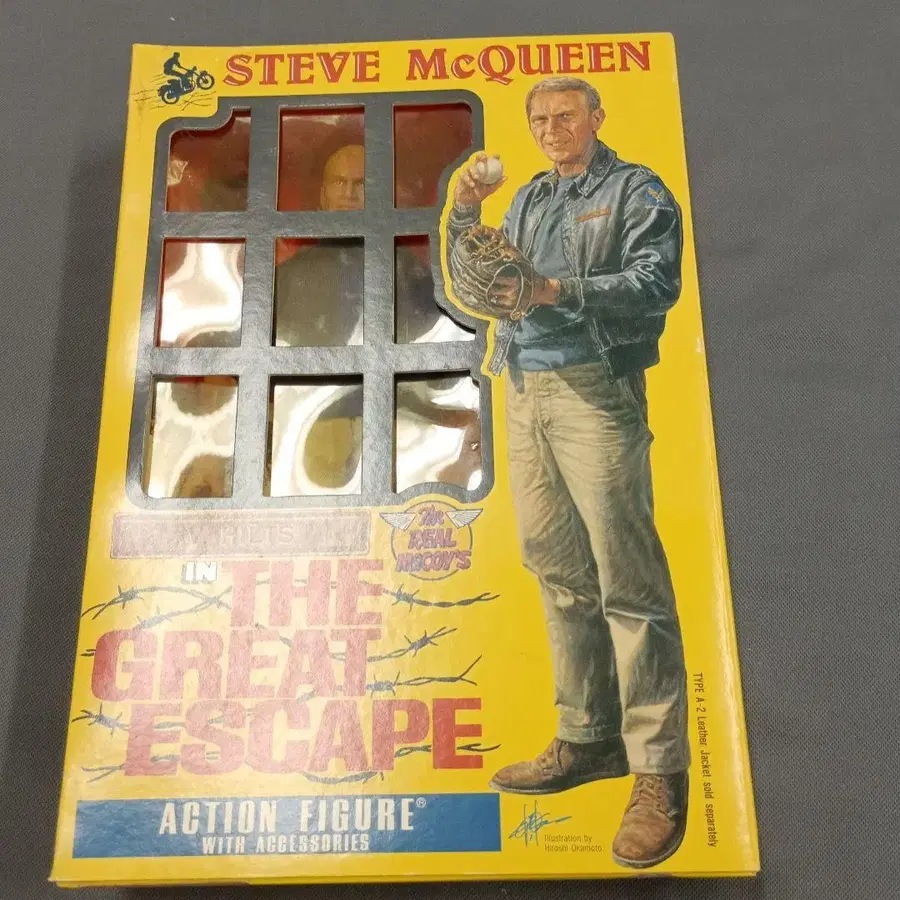 STEVE McQUEEN
HILTS
The
REAL
McCOY'S
IN
THE
GREAT
ESCAPE
ACTION FIGURE®
WITH ACCESSORIES
Illustration by
Hiroshi Okamoto
TYPE A-2 Leather Jacket sold separately